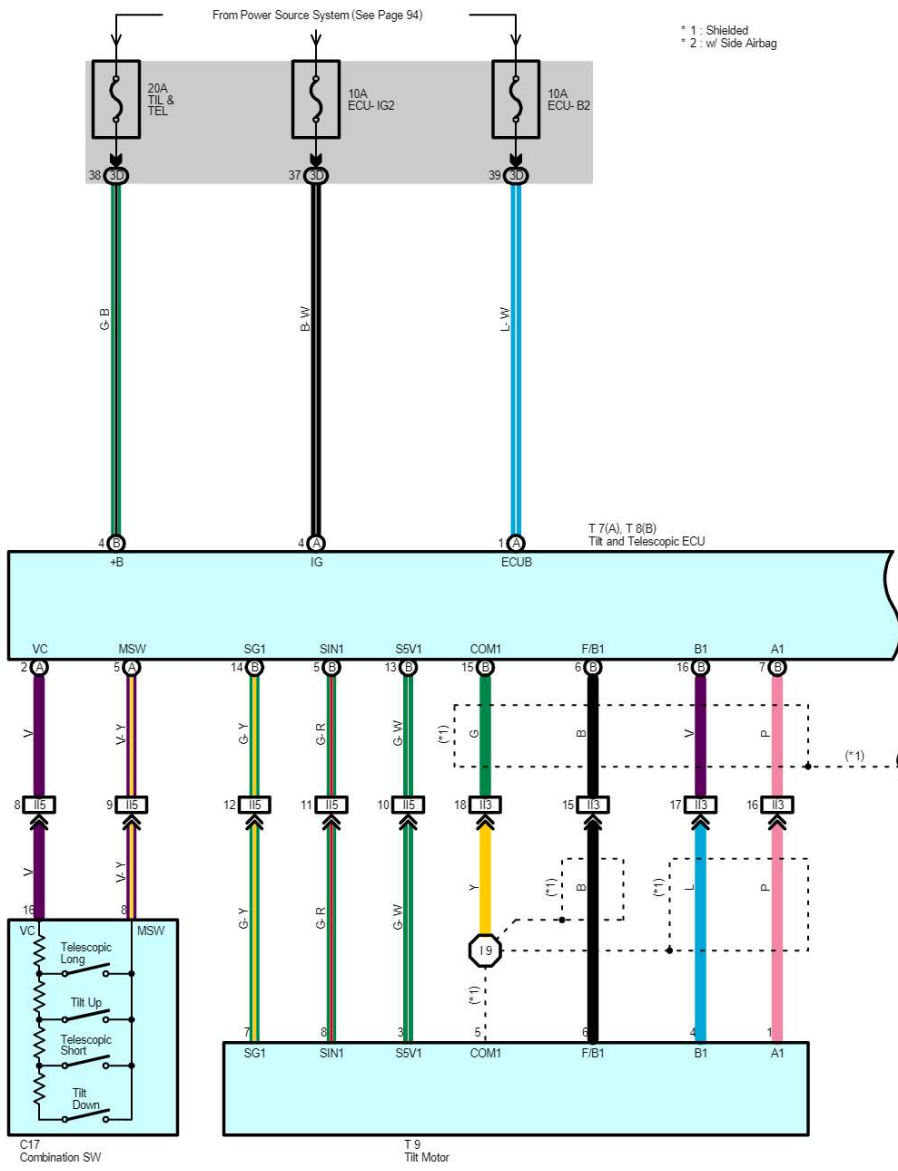 From Power Source System (See Page 94)
* 1 : Shielded
* 2 : w/ Side Airbag
20A
TIL &
TEL
10A
ECU- IG2
10A
ECU- B2
38 3D
37 3D
39 3D
G- B
B- W
L- W
T 7(A), T 8(B)
Tilt and Telescopic ECU
4 B
4 A
1 A
+B
IG
ECUB
VC
MSW
SG1
SIN1
S5V1
COM1
F/B1
B1
A1
2 A
5 A
14 B
5 B
13 B
15 B
6 B
16 B
7 B
V
V- Y
G- Y
G- R
G- W
(*1)
G
B
V
P
(*1)
8 II5
9 II5
12 II5
11 II5
10 II5
18 II3
15 II3
17 II3
16 II3
V
V- Y
G- Y
G- R
G- W
Y
(*1)
B
(*1)
L
P
16
8
VC
MSW
Telescopic
Long
Tilt Up
Telescopic
Short
Tilt
Down
I 9
(*1)
7
8
3
5
6
4
1
SG1
SIN1
S5V1
COM1
F/B1
B1
A1
C17
Combination SW
T 9
Tilt Motor